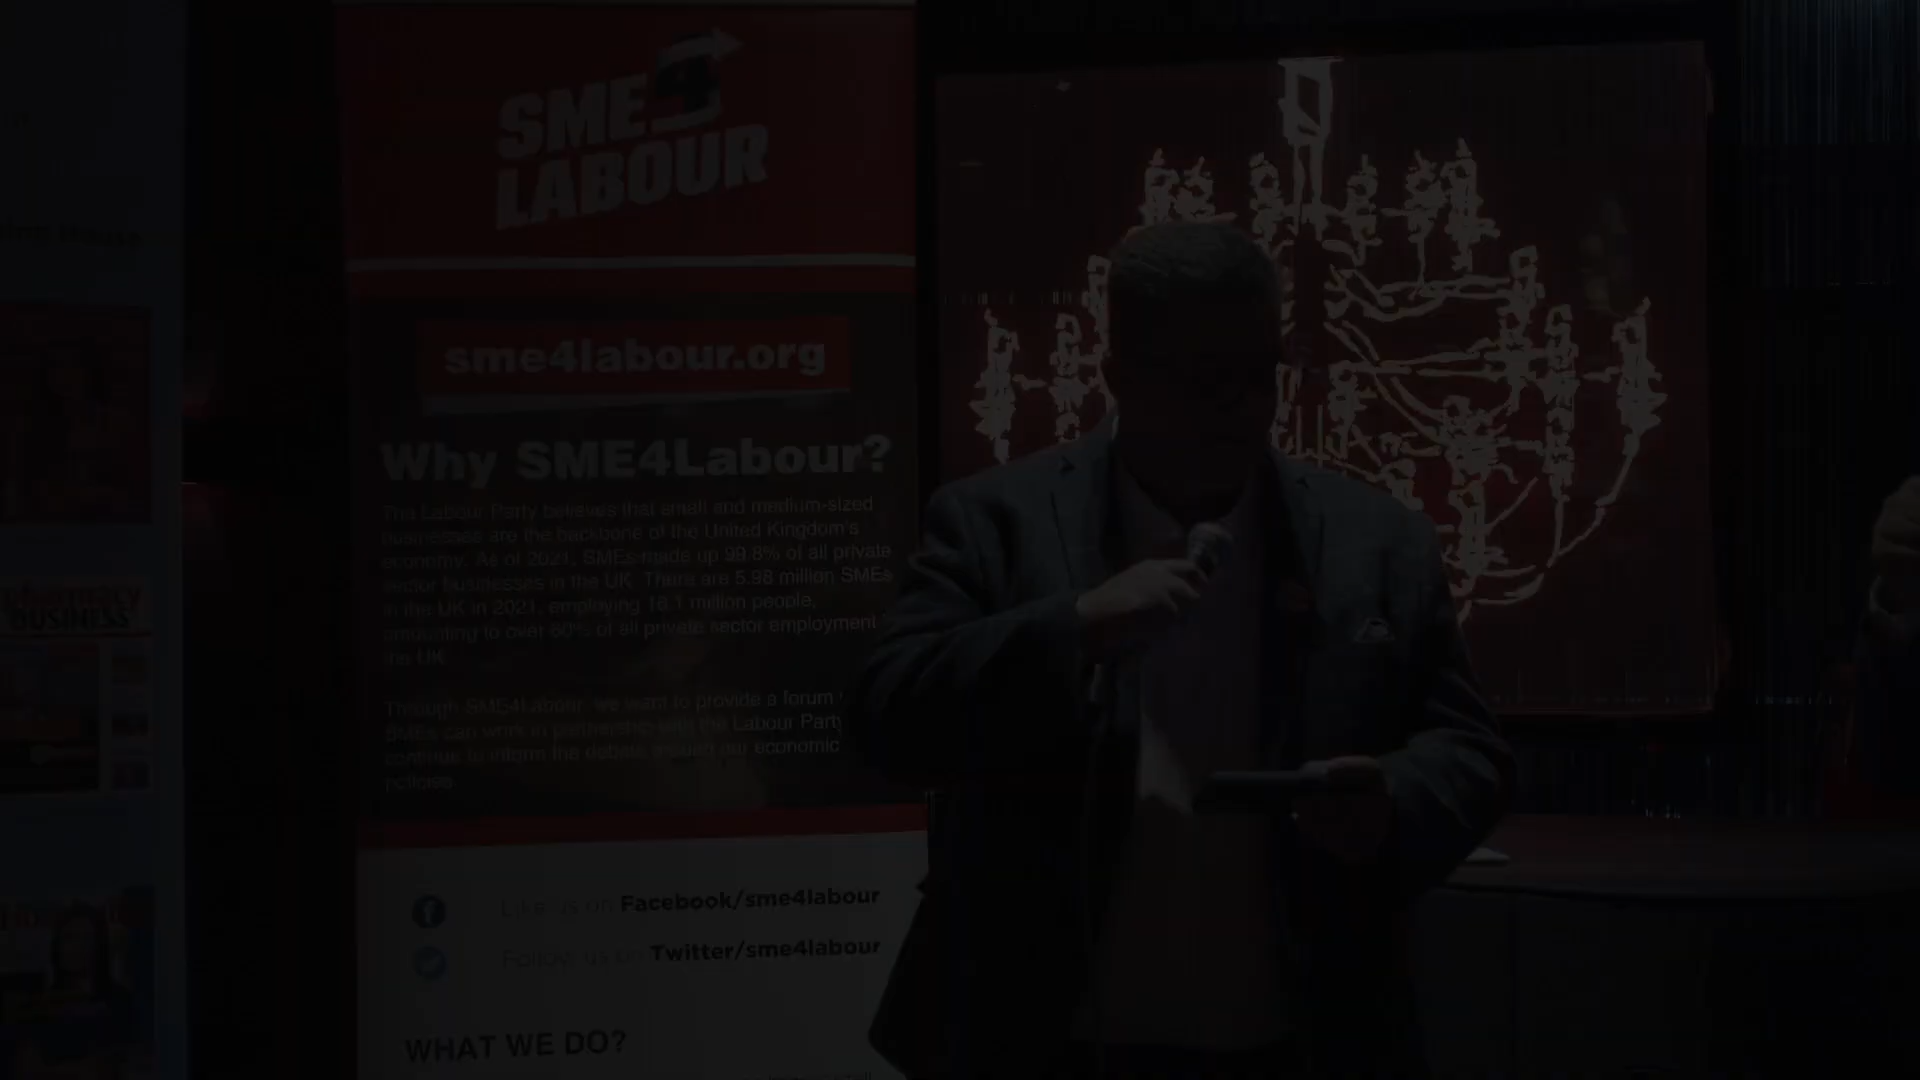 SME4
LABOUR
sme4labour.org
Why SME4Labour?
The Labour Party believes that small and medium-sized
businesses are the backbone of the United Kingdom's
economy. As of 2021, SMEs made up 99.8% of all private
sector businesses in the UK. There are 5.98 million SMEs
in the UK in 2021, employing 16.1 million people,
amounting to over 60% of all private sector employment
the UK
Through SME4Labour, we want to provide a forum
SMEs can work in partnership with the Labour Party
continue to inform the debate around our economic
policies
Like us on Facebook/sme4labour
Follow us on Twitter/sme4labour
WHAT WE DO?
pharmacy
BUSINESS